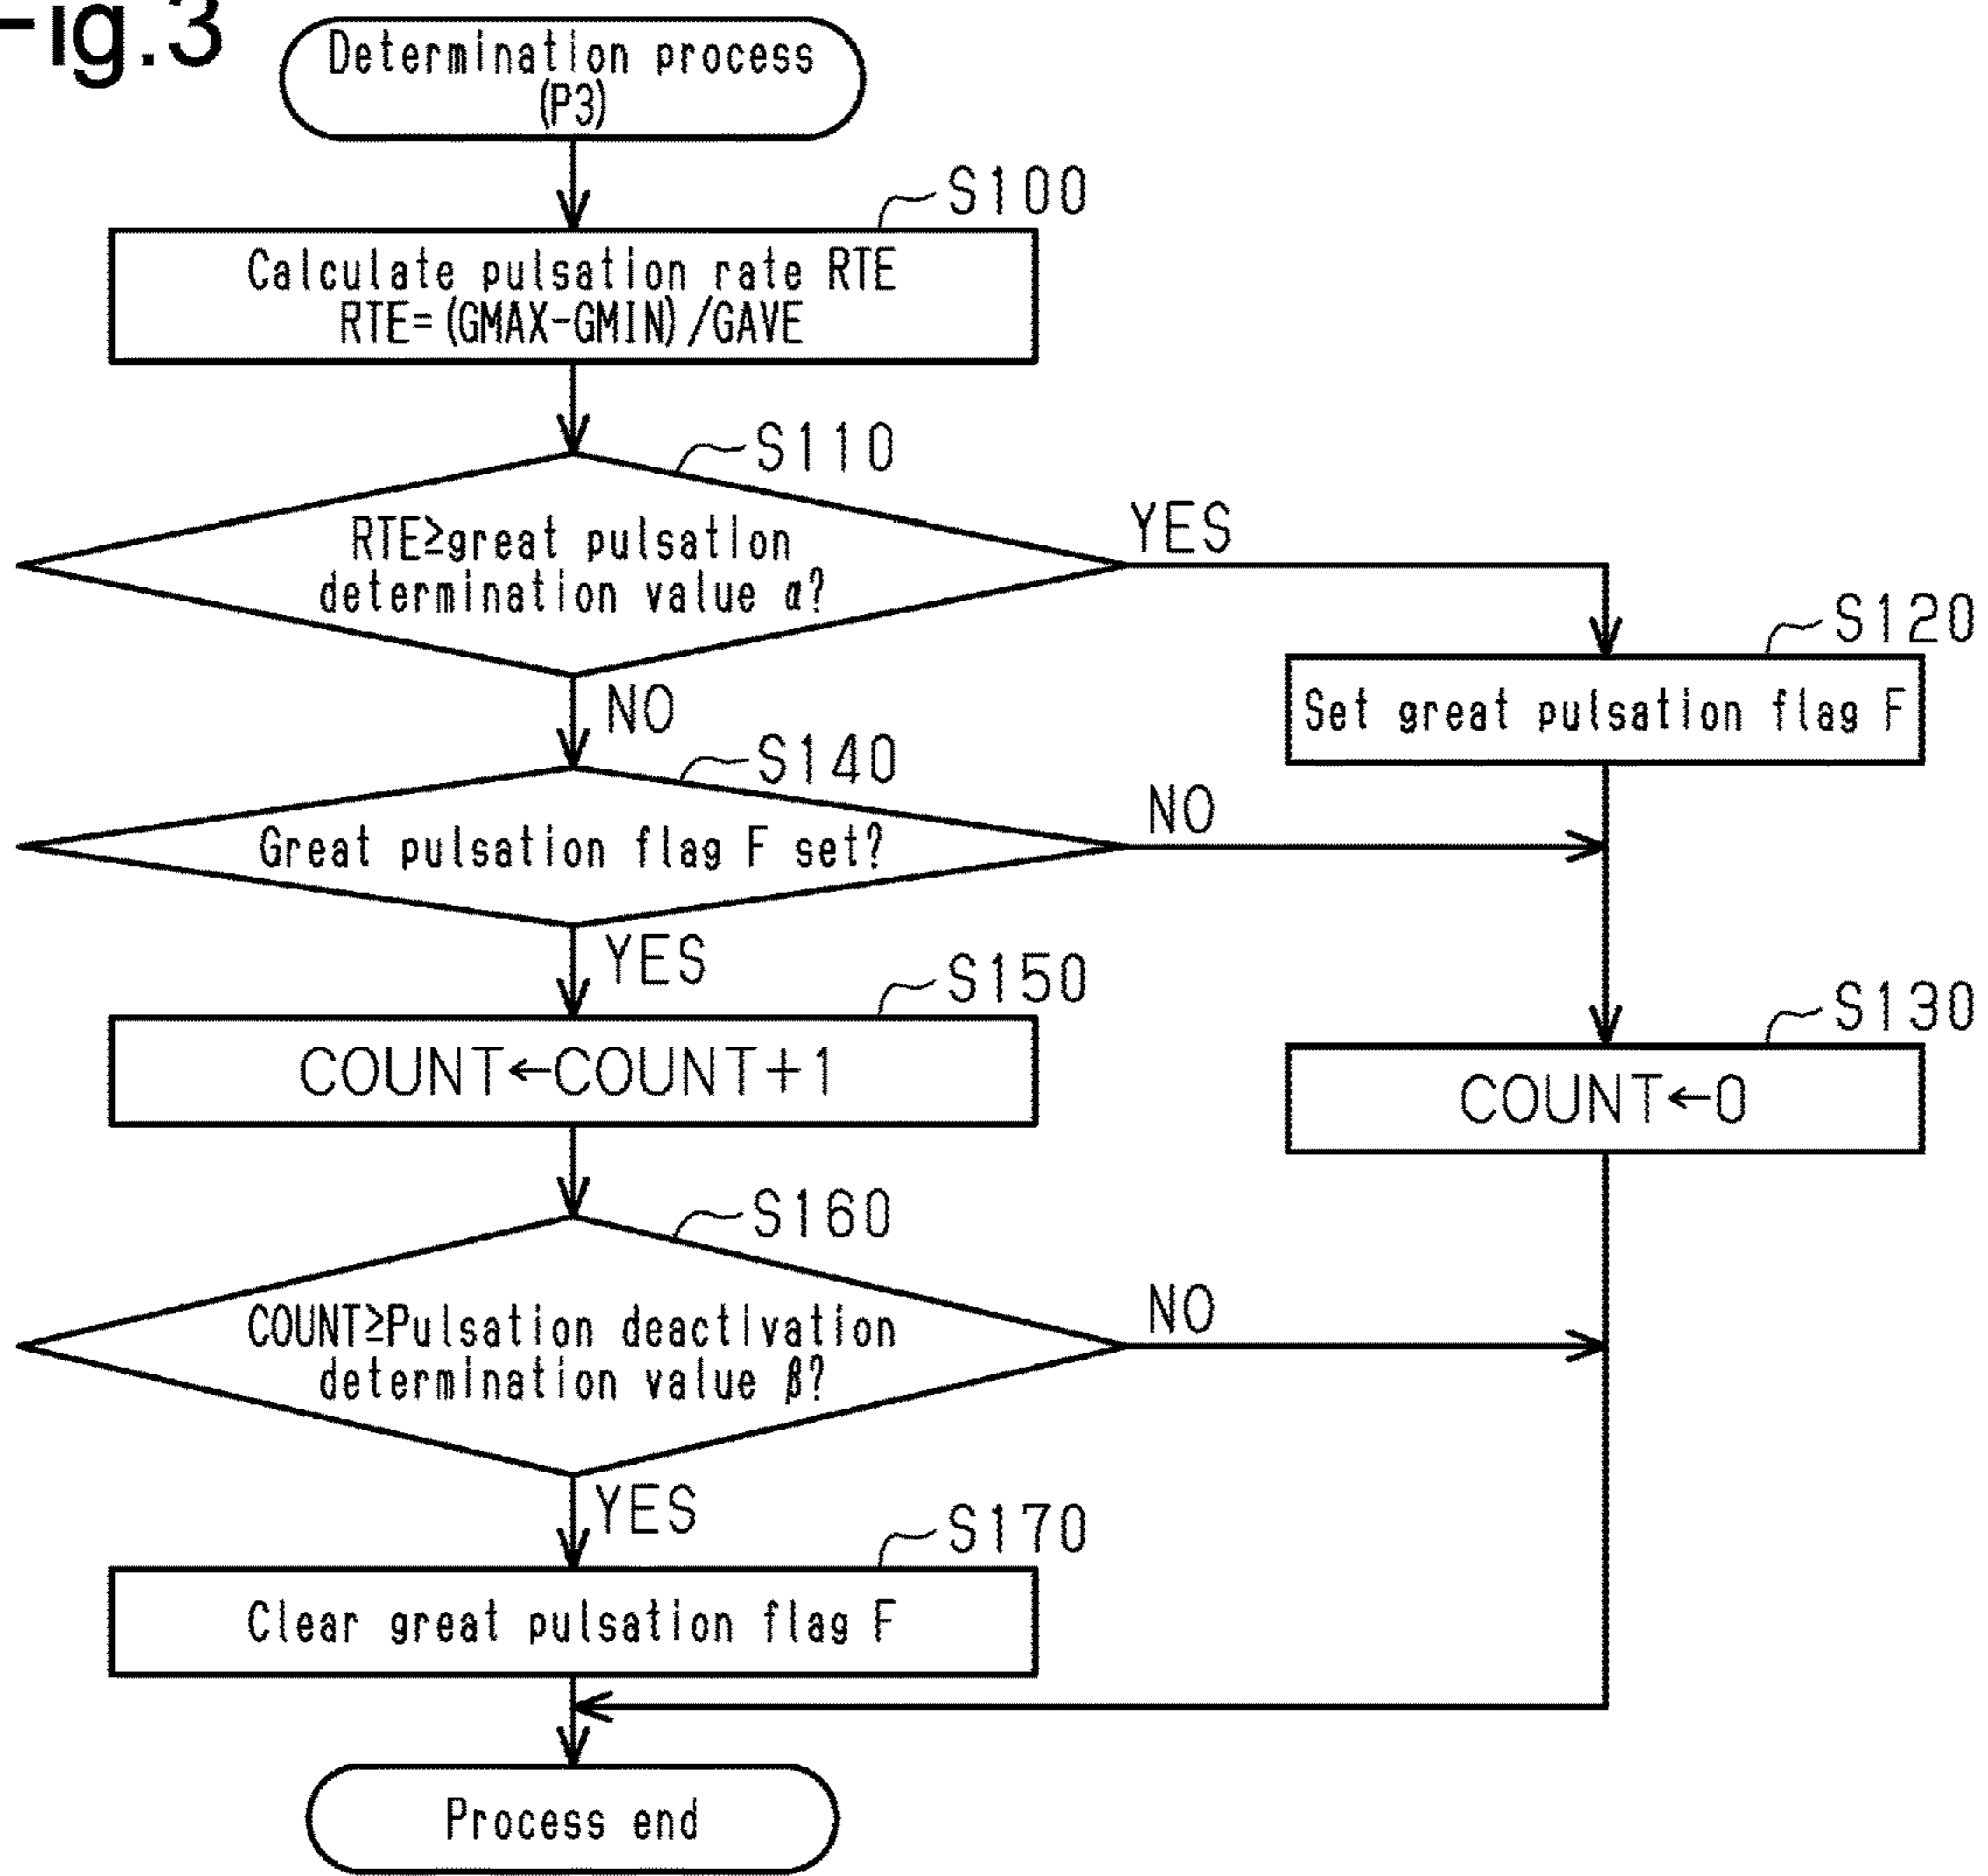 Fig.3
Determination process
(P3)
S100
Calculate pulsation rate RTE
RTE=(GMAX-GMIN)/GAVE
S110
RTE≥great pulsation
determination value α?
YES
NO
S120
Set great pulsation flag F
S140
Great pulsation flag F set?
NO
YES
S150
COUNT←COUNT+1
S130
COUNT←0
S160
COUNT≥Pulsation deactivation
determination value β?
NO
YES
S170
Clear great pulsation flag F
Process end